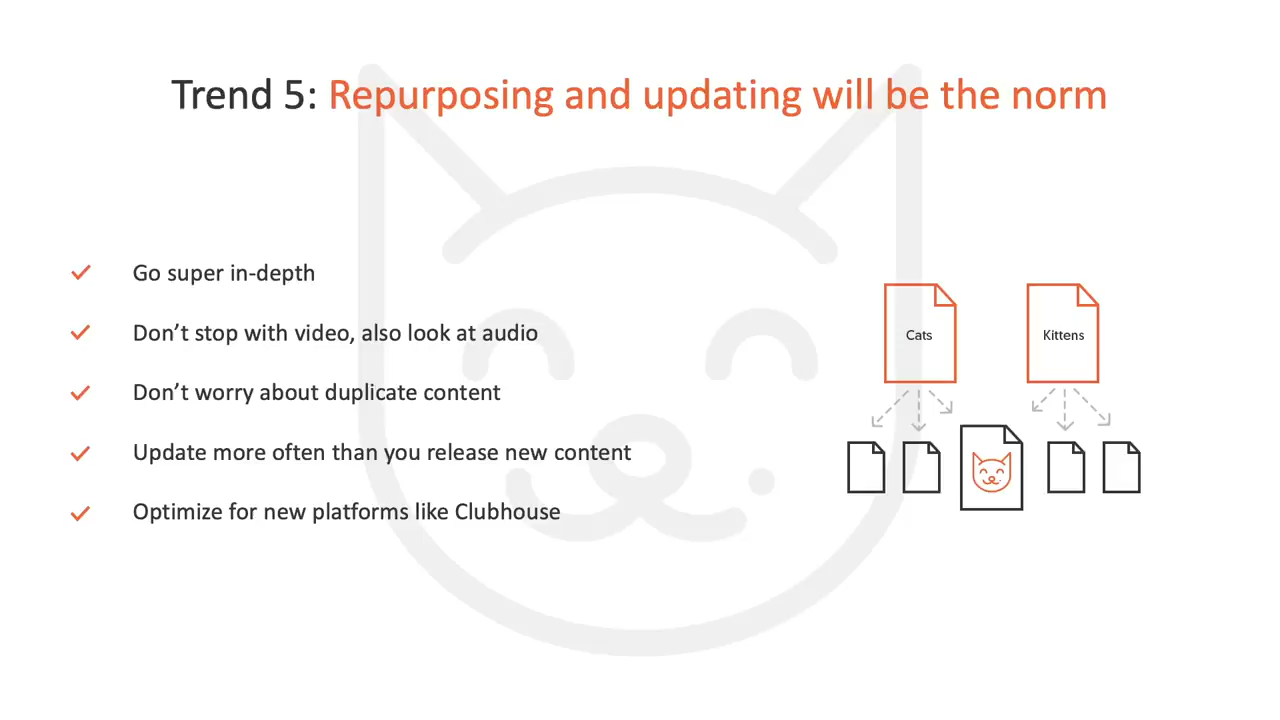 Trend 5: Repurposing and updating will be the norm
Go super in-depth
Don’t stop with video, also look at audio
Don’t worry about duplicate content
Update more often than you release new content
Optimize for new platforms like Clubhouse
Cats
Kittens